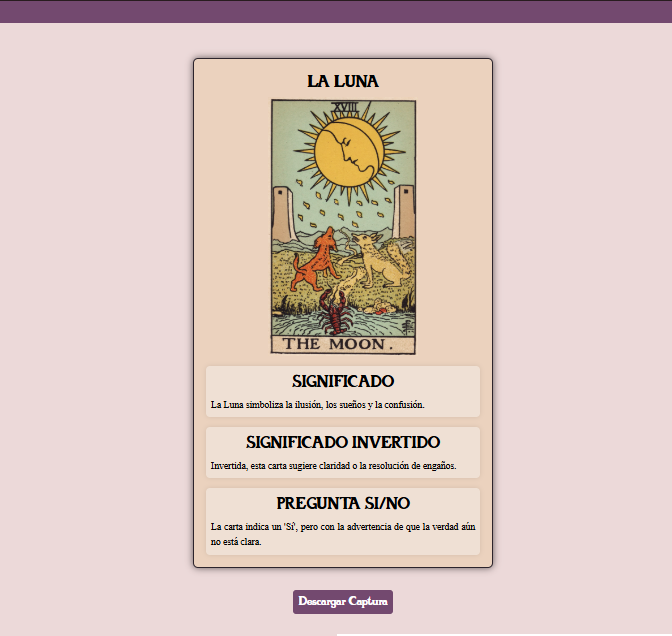 LA LUNA
XVIII
THE MOON.
SIGNIFICADO
La Luna simboliza la ilusión, los sueños y la confusión.
SIGNIFICADO INVERTIDO
Invertida, esta carta sugiere claridad o la resolución de engaños.
PREGUNTA SI/NO
La carta indica un 'Sí', pero con la advertencia de que la verdad aún
no está clara.
Descargar Captura